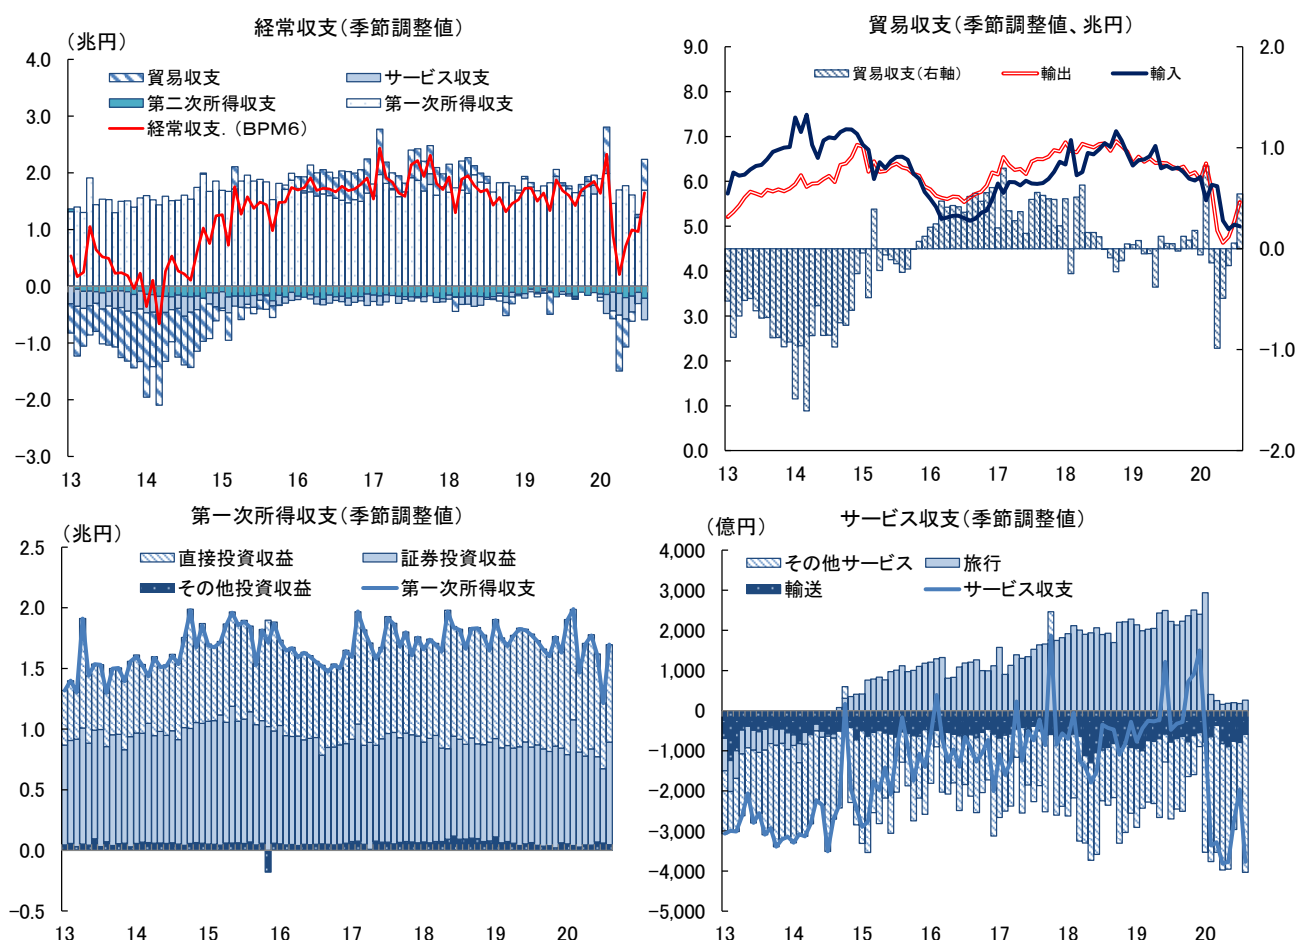 経常収支（季節調整値）
（兆円）
4.0
3.0
2.0
1.0
0.0
−1.0
−2.0
−3.0
貿易収支
サービス収支
第二次所得収支
第一次所得収支
経常収支．（BPM6）
13 14 15 16 17 18 19 20
貿易収支（季節調整値、兆円）
9.0
8.0
7.0
6.0
5.0
4.0
3.0
2.0
1.0
0.0
貿易収支（右軸）
輸出
輸入
2.0
1.0
0.0
−1.0
−2.0
13 14 15 16 17 18 19 20
第一次所得収支（季節調整値）
（兆円）
2.5
2.0
1.5
1.0
0.5
0.0
−0.5
直接投資収益
証券投資収益
その他投資収益
第一次所得収支
13 14 15 16 17 18 19 20
サービス収支（季節調整値）
（億円）
4,000
3,000
2,000
1,000
0
−1,000
−2,000
−3,000
−4,000
−5,000
その他サービス
旅行
輸送
サービス収支
13 14 15 16 17 18 19 20